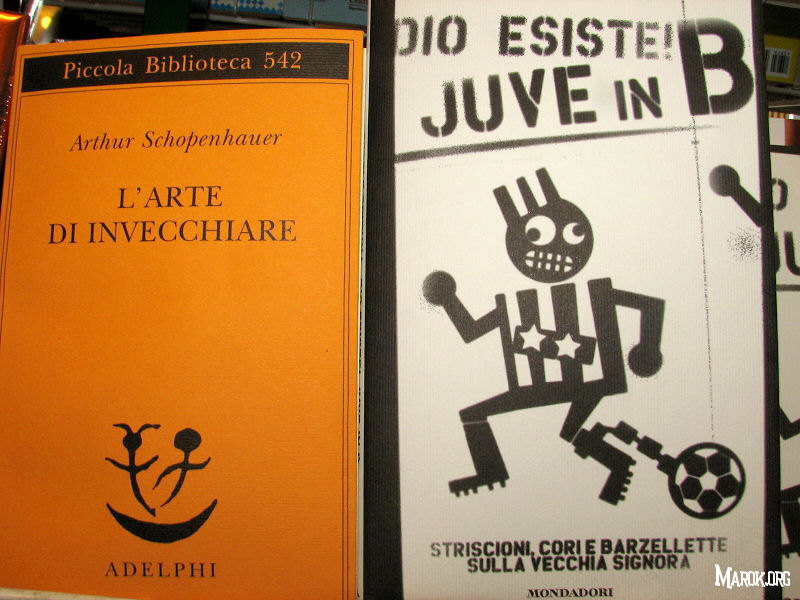 Piccola Biblioteca 542
Arthur Schopenhauer
L'ARTE
DI INVECCHIARE
ADELPHI
DIO ESISTE!
JUVE IN B
STRISCIONI, CORI E BARZELLETTE
SULLA VECCHIA SIGNORA
MONDADORI
MAROK.ORG